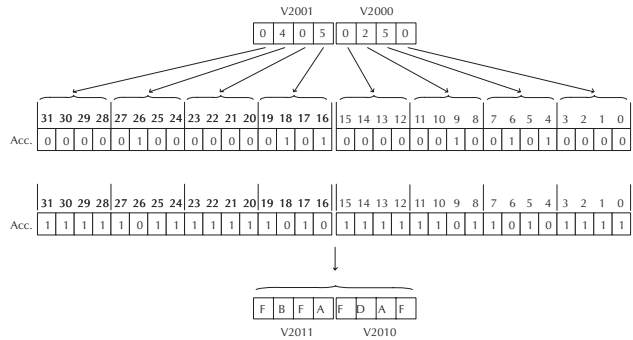 V2001 V2000
0 4 0 5 0 2 5 0
31 30 29 28 27 26 25 24 23 22 21 20 19 18 17 16 15 14 13 12 11 10 9 8 7 6 5 4 3 2 1 0
Acc. 0 0 0 0 0 1 0 0 0 0 0 0 0 1 0 1 0 0 0 0 0 0 1 0 0 1 0 1 0 0 0 0
31 30 29 28 27 26 25 24 23 22 21 20 19 18 17 16 15 14 13 12 11 10 9 8 7 6 5 4 3 2 1 0
Acc. 1 1 1 1 1 0 1 1 1 1 1 1 1 0 1 0 1 1 1 1 1 1 0 1 1 0 1 0 1 1 1 1
F B F A F D A F
V2011 V2010